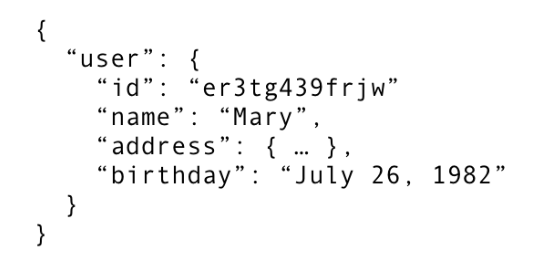 {
“user”: {
“id”: “er3tg439frjw”
“name”: “Mary”,
“address”: { … },
“birthday”: “July 26, 1982”
}
}